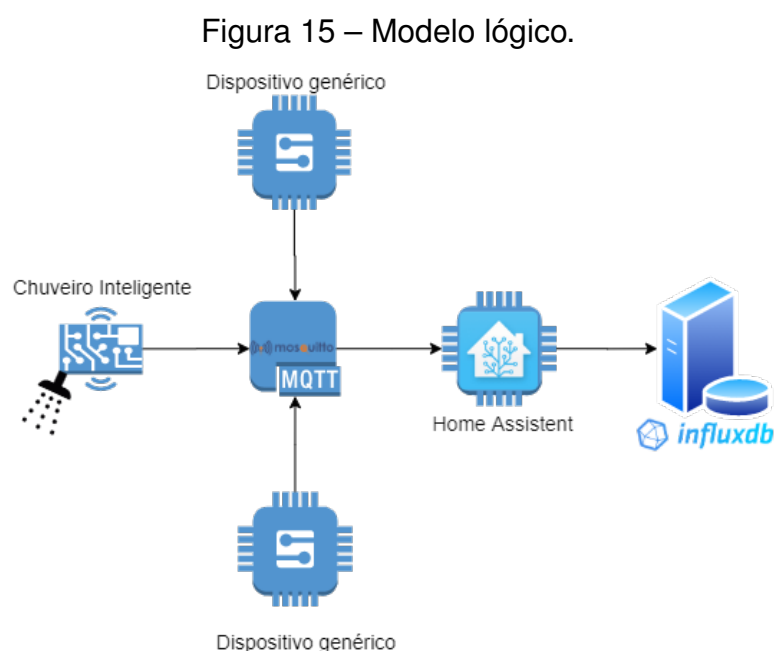 Figura 15 – Modelo lógico.
Dispositivo genérico
Chuveiro Inteligente
mosquitto
MQTT
Home Assistent
influxdb
Dispositivo genérico